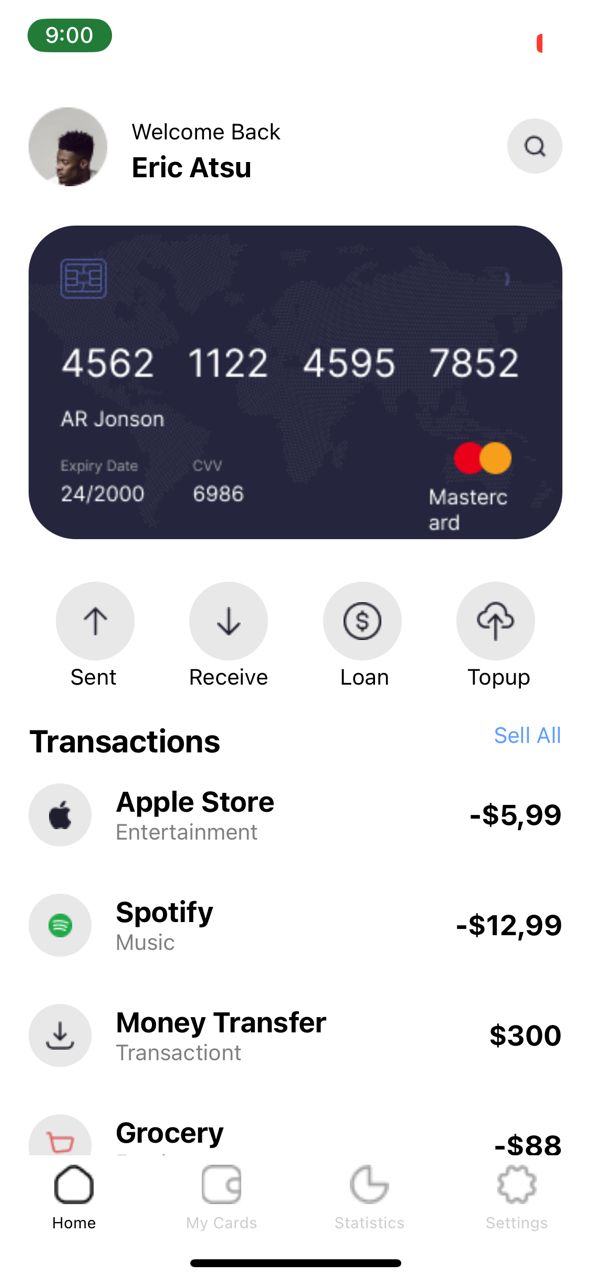 9:00
Welcome Back
Eric Atsu
4562 1122 4595 7852
AR Jonson
Expiry Date CVV
24/2000 6986
Masterc
ard
Sent Receive Loan Topup
Transactions Sell All
Apple Store -$5,99
Entertainment
Spotify -$12,99
Music
Money Transfer $300
Transactiont
Grocery -$88
Home My Cards Statistics Settings